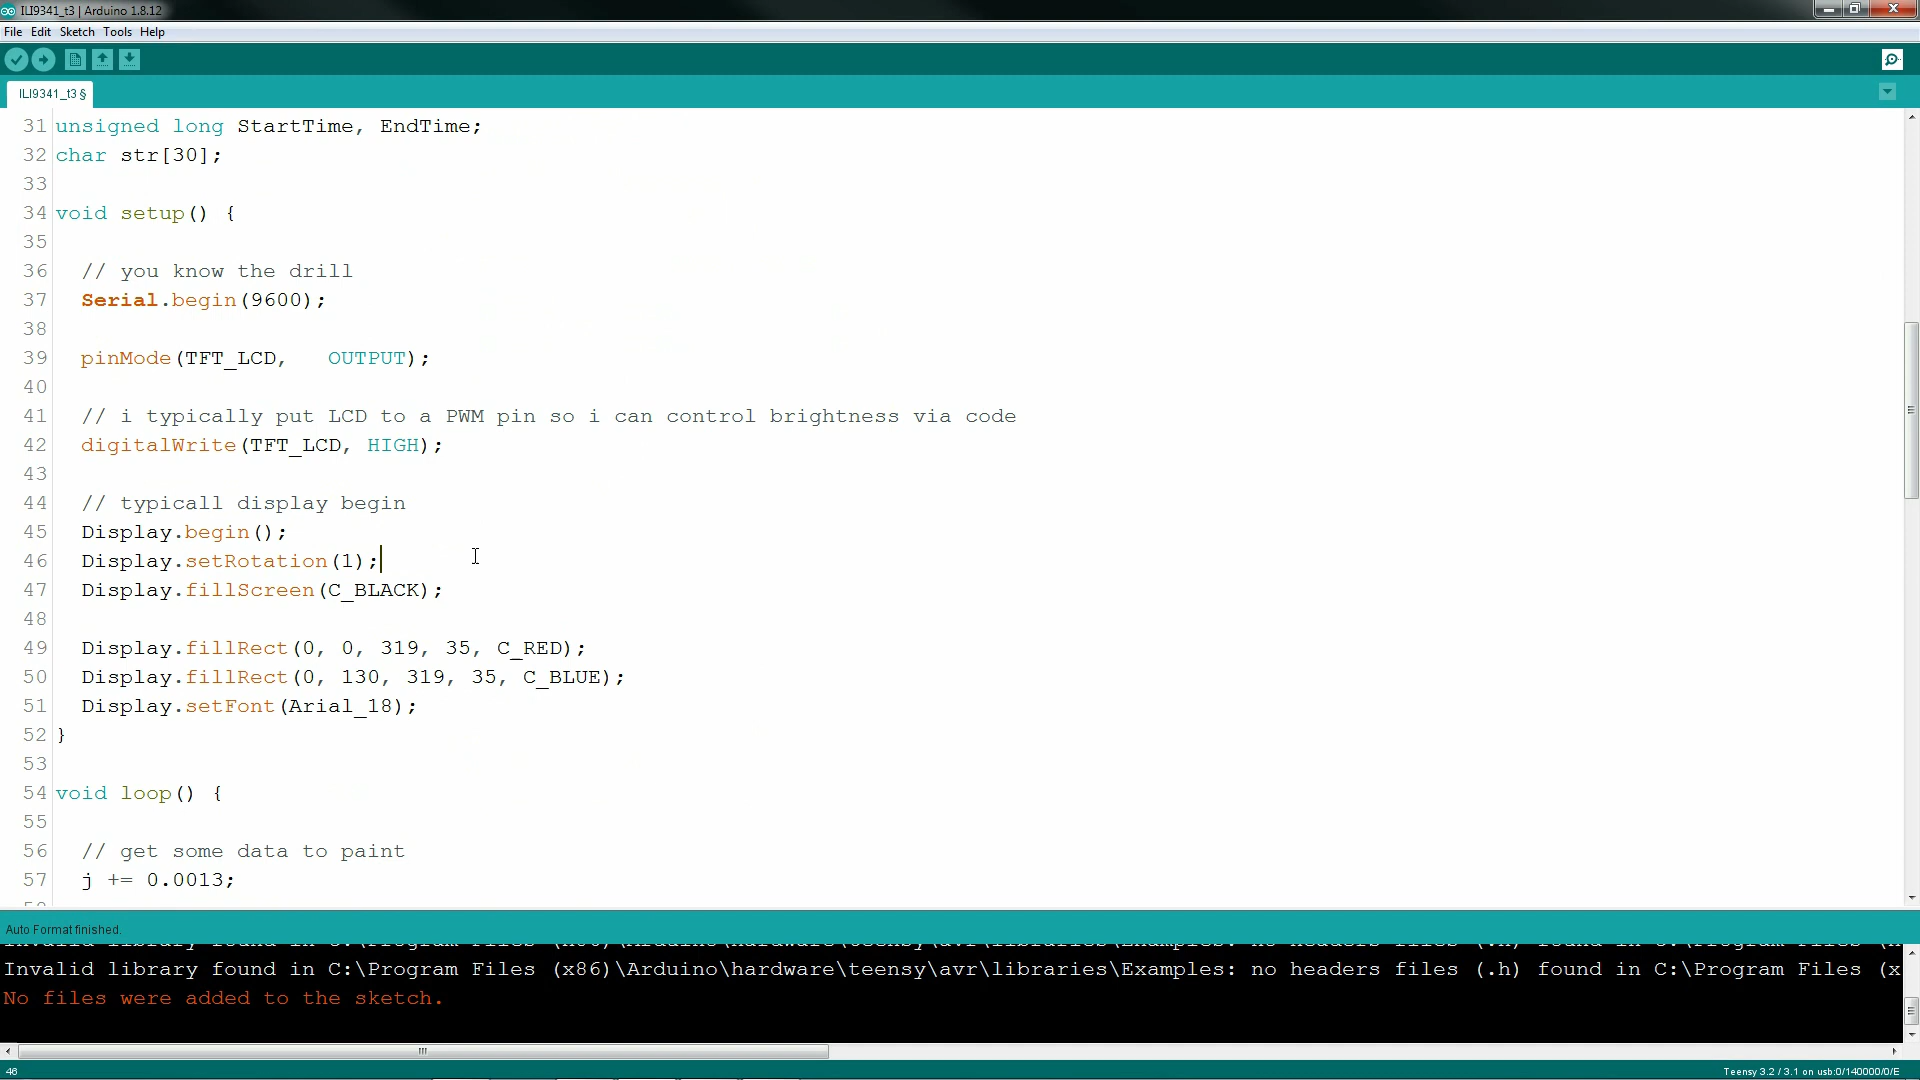 ILI9341_t3 | Arduino 1.8.12
File Edit Sketch Tools Help
ILI9341_t3 §
31 unsigned long StartTime, EndTime;
32 char str[30];
33
34 void setup() {
35
36 // you know the drill
37 Serial.begin(9600);
38
39 pinMode(TFT_LCD, OUTPUT);
40
41 // i typically put LCD to a PWM pin so i can control brightness via code
42 digitalWrite(TFT_LCD, HIGH);
43
44 // typicall display begin
45 Display.begin();
46 Display.setRotation(1);
47 Display.fillScreen(C_BLACK);
48
49 Display.fillRect(0, 0, 319, 35, C_RED);
50 Display.fillRect(0, 130, 319, 35, C_BLUE);
51 Display.setFont(Arial_18);
52 }
53
54 void loop() {
55
56 // get some data to paint
57 j += 0.0013;
Auto Format finished.
Invalid library found in C:\Program Files (x86)\Arduino\hardware\teensy\avr\libraries\Examples: no headers files (.h) found in C:\Program Files (x
No files were added to the sketch.
46
Teensy 3.2 / 3.1 on usb:0/140000/0/E